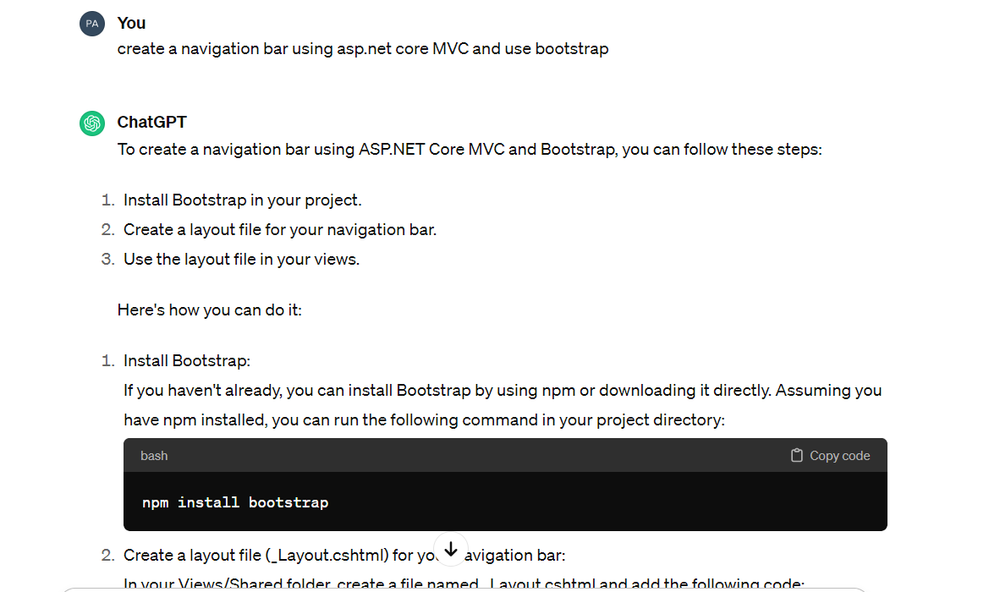 PA
You
create a navigation bar using asp.net core MVC and use bootstrap
ChatGPT
To create a navigation bar using ASP.NET Core MVC and Bootstrap, you can follow these steps:
1. Install Bootstrap in your project.
2. Create a layout file for your navigation bar.
3. Use the layout file in your views.
Here's how you can do it:
1. Install Bootstrap:
If you haven't already, you can install Bootstrap by using npm or downloading it directly. Assuming you
have npm installed, you can run the following command in your project directory:
bash Copy code
npm install bootstrap
2. Create a layout file (_Layout.cshtml) for avigation bar:
In your Views/Shared folder, create a file named _Layout.cshtml and add the following code: